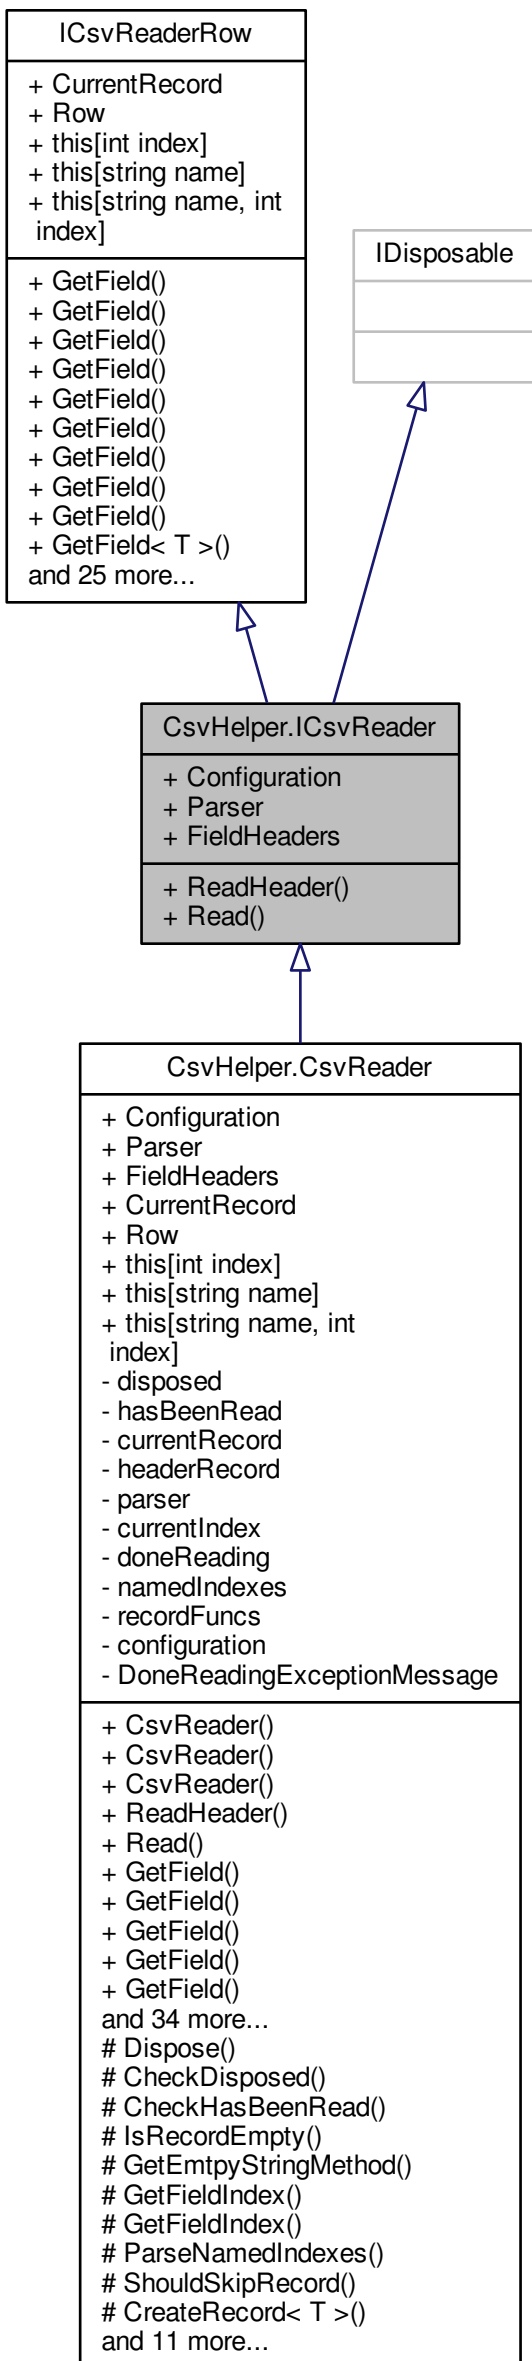 ICsvReaderRow
+ CurrentRecord
+ Row
+ this[int index]
+ this[string name]
+ this[string name, int
index]
+ GetField()
+ GetField()
+ GetField()
+ GetField()
+ GetField()
+ GetField()
+ GetField()
+ GetField()
+ GetField()
+ GetField< T >()
and 25 more...
IDisposable
CsvHelper.ICsvReader
+ Configuration
+ Parser
+ FieldHeaders
+ ReadHeader()
+ Read()
CsvHelper.CsvReader
+ Configuration
+ Parser
+ FieldHeaders
+ CurrentRecord
+ Row
+ this[int index]
+ this[string name]
+ this[string name, int
index]
- disposed
- hasBeenRead
- currentRecord
- headerRecord
- parser
- currentIndex
- doneReading
- namedIndexes
- recordFuncs
- configuration
- DoneReadingExceptionMessage
+ CsvReader()
+ CsvReader()
+ CsvReader()
+ ReadHeader()
+ Read()
+ GetField()
+ GetField()
+ GetField()
+ GetField()
+ GetField()
and 34 more...
# Dispose()
# CheckDisposed()
# CheckHasBeenRead()
# IsRecordEmpty()
# GetEmtpyStringMethod()
# GetFieldIndex()
# GetFieldIndex()
# ParseNamedIndexes()
# ShouldSkipRecord()
# CreateRecord< T >()
and 11 more...